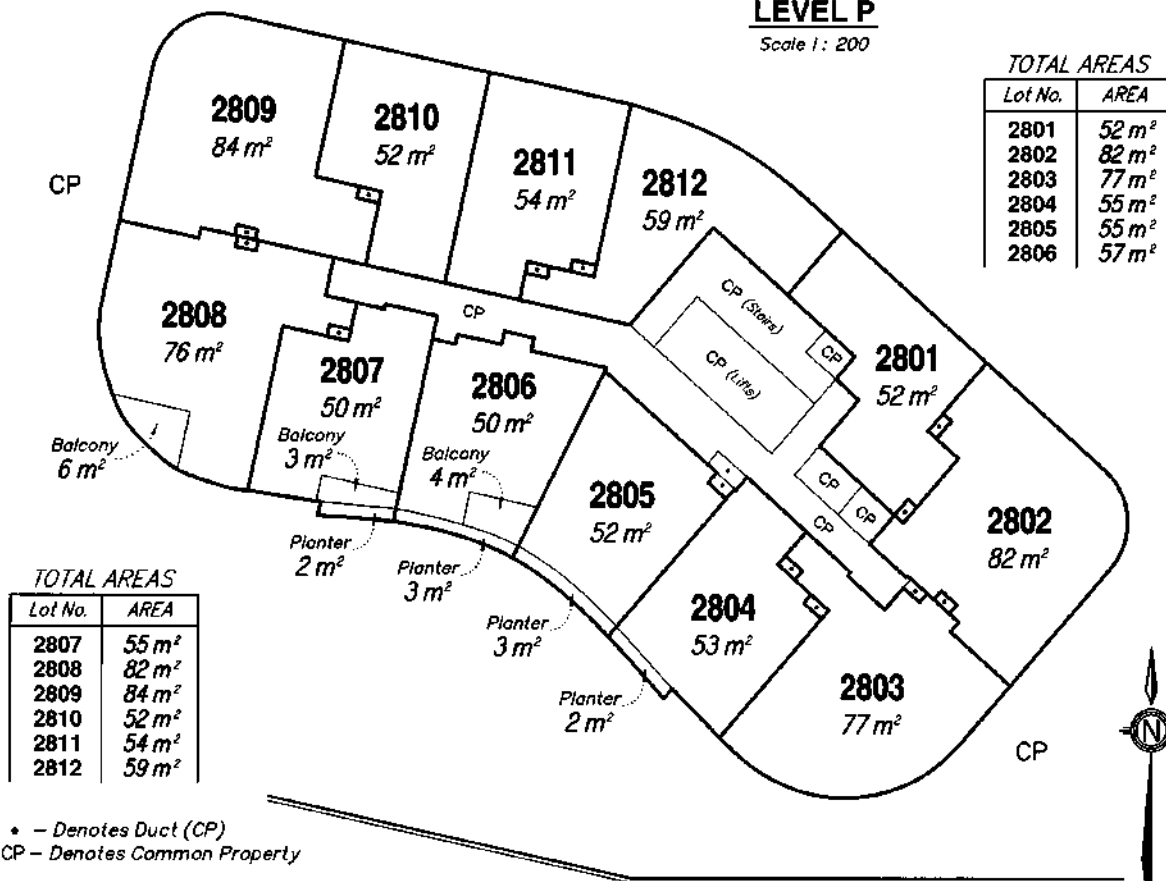 LEVEL P
Scale 1 : 200
TOTAL AREAS
Lot No. AREA
2801 52 m²
2802 82 m²
2803 77 m²
2804 55 m²
2805 55 m²
2806 57 m²
2809
84 m²
2810
52 m²
2811
54 m²
2812
59 m²
CP
CP (Stairs)
CP
CP (Lifts)
2801
52 m²
2808
76 m²
CP
2807
50 m²
2806
50 m²
Balcony
6 m²
Balcony
3 m²
Balcony
4 m²
2805
52 m²
CP
CP
CP
2802
82 m²
Planter
2 m²
Planter
3 m²
Planter
3 m²
Planter
2 m²
2804
53 m²
2803
77 m²
CP
N
TOTAL AREAS
Lot No. AREA
2807 55 m²
2808 82 m²
2809 84 m²
2810 52 m²
2811 54 m²
2812 59 m²
• – Denotes Duct (CP)
CP – Denotes Common Property